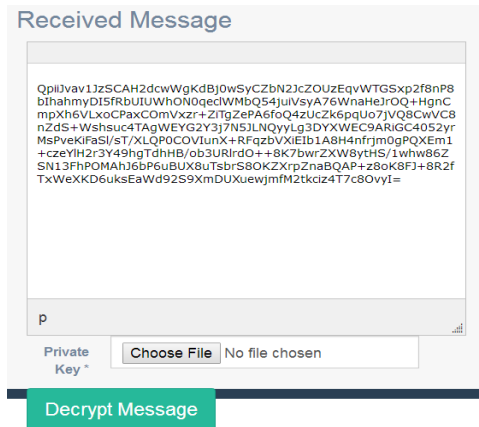 Received Message
QpiiJvav1JzSCAH2dcwWgKdBj0wSyCZbN2JcZOUzEqvWTGSxp2f8nP8
bIhahmyDI5fRbUIUWhON0qeclWMbQ54juiVsyA76WnaHeJrOQ+HgnC
mpXh6VLxoCPaxCOmVxzr+ZiTgZePA6foQ4zUcZk6pqUo7jVQ8CwVC8
nZdS+Wshsuc4TAgWEYG2Y3j7N5JLNQyyLg3DYXWEC9ARiGC4052yr
MsPveKiFaSl/sT/XLQP0COVIunX+RFqzbVXiEIb1A8H4nfrjm0gPQXEm1
+czeYlH2r3Y49hgTdhHB/ob3URlrdO++8K7bwrZXW8ytHS/1whw86Z
SN13FhPOMAhJ6bP6uBUX8uTsbrS8OKZXrpZnaBQAP+z8oK8FJ+8R2f
TxWeXKD6uksEaWd92S9XmDUXuewjmfM2tkciz4T7c8OvyI=
p
Private Key * Choose File No file chosen
Decrypt Message